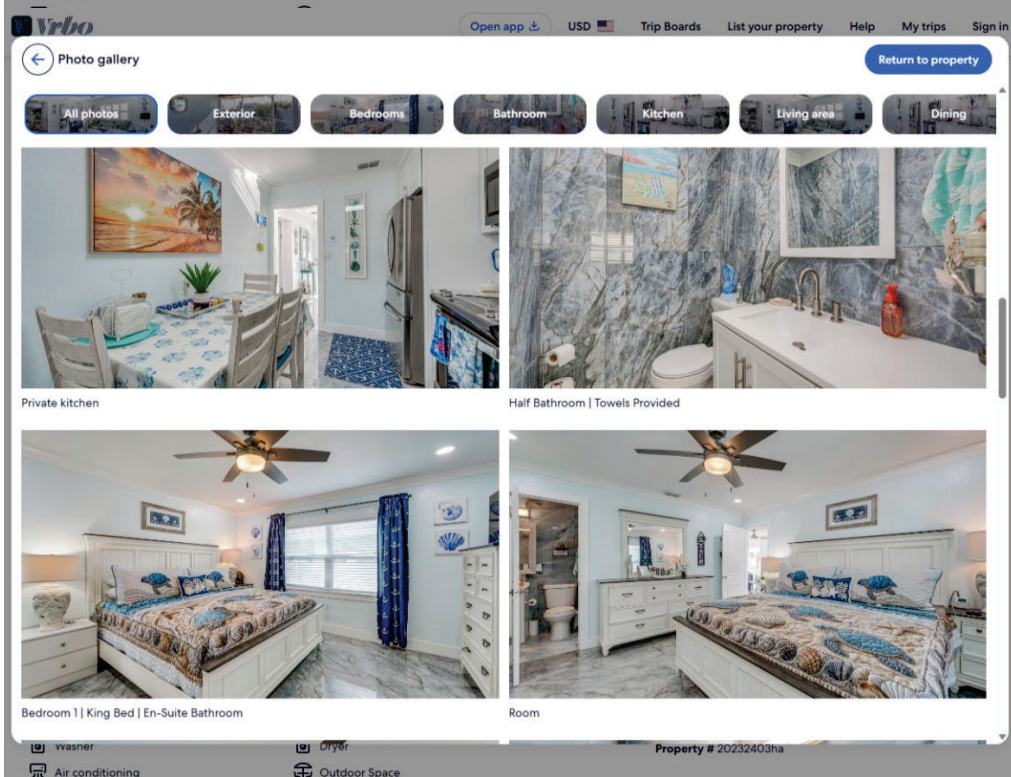 Vrbo
Open app
USD
Trip Boards
List your property
Help
My trips
Sign in
Photo gallery
Return to property
All photos
Exterior
Bedrooms
Bathroom
Kitchen
Living area
Dining
Private kitchen
Half Bathroom | Towels Provided
Bedroom 1 | King Bed | En-Suite Bathroom
Room
Washer
Dryer
Property # 20232403ha
Air conditioning
Outdoor Space